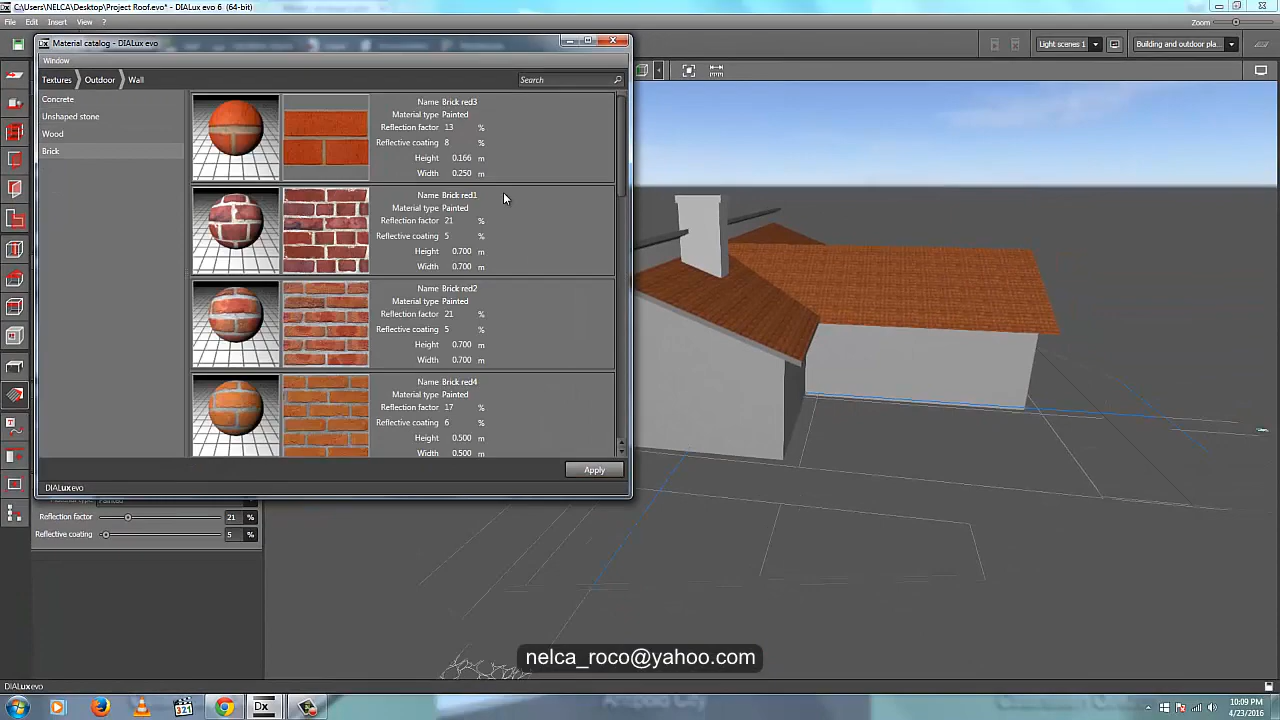 C:\Users\NELCA\Desktop\Project Roof.evo* - DIALux evo 6 (64-bit)
File Edit Insert View ?
Zoom
Light scenes 1
Building and outdoor pla...
Material catalog - DIALux evo
Window
Textures Outdoor Wall
Search
Concrete
Unshaped stone
Wood
Brick
Name Brick red3
Material type Painted
Reflection factor 13 %
Reflective coating 8 %
Height 0.166 m
Width 0.250 m
Name Brick red1
Material type Painted
Reflection factor 21 %
Reflective coating 5 %
Height 0.700 m
Width 0.700 m
Name Brick red2
Material type Painted
Reflection factor 21 %
Reflective coating 5 %
Height 0.700 m
Width 0.700 m
Name Brick red4
Material type Painted
Reflection factor 17 %
Reflective coating 6 %
Height 0.500 m
Width 0.500 m
Apply
DIALux evo
Material type Painted
Reflection factor 21 %
Reflective coating 5 %
nelca_roco@yahoo.com
DIALux evo
321
Dx
10:09 PM
4/23/2016